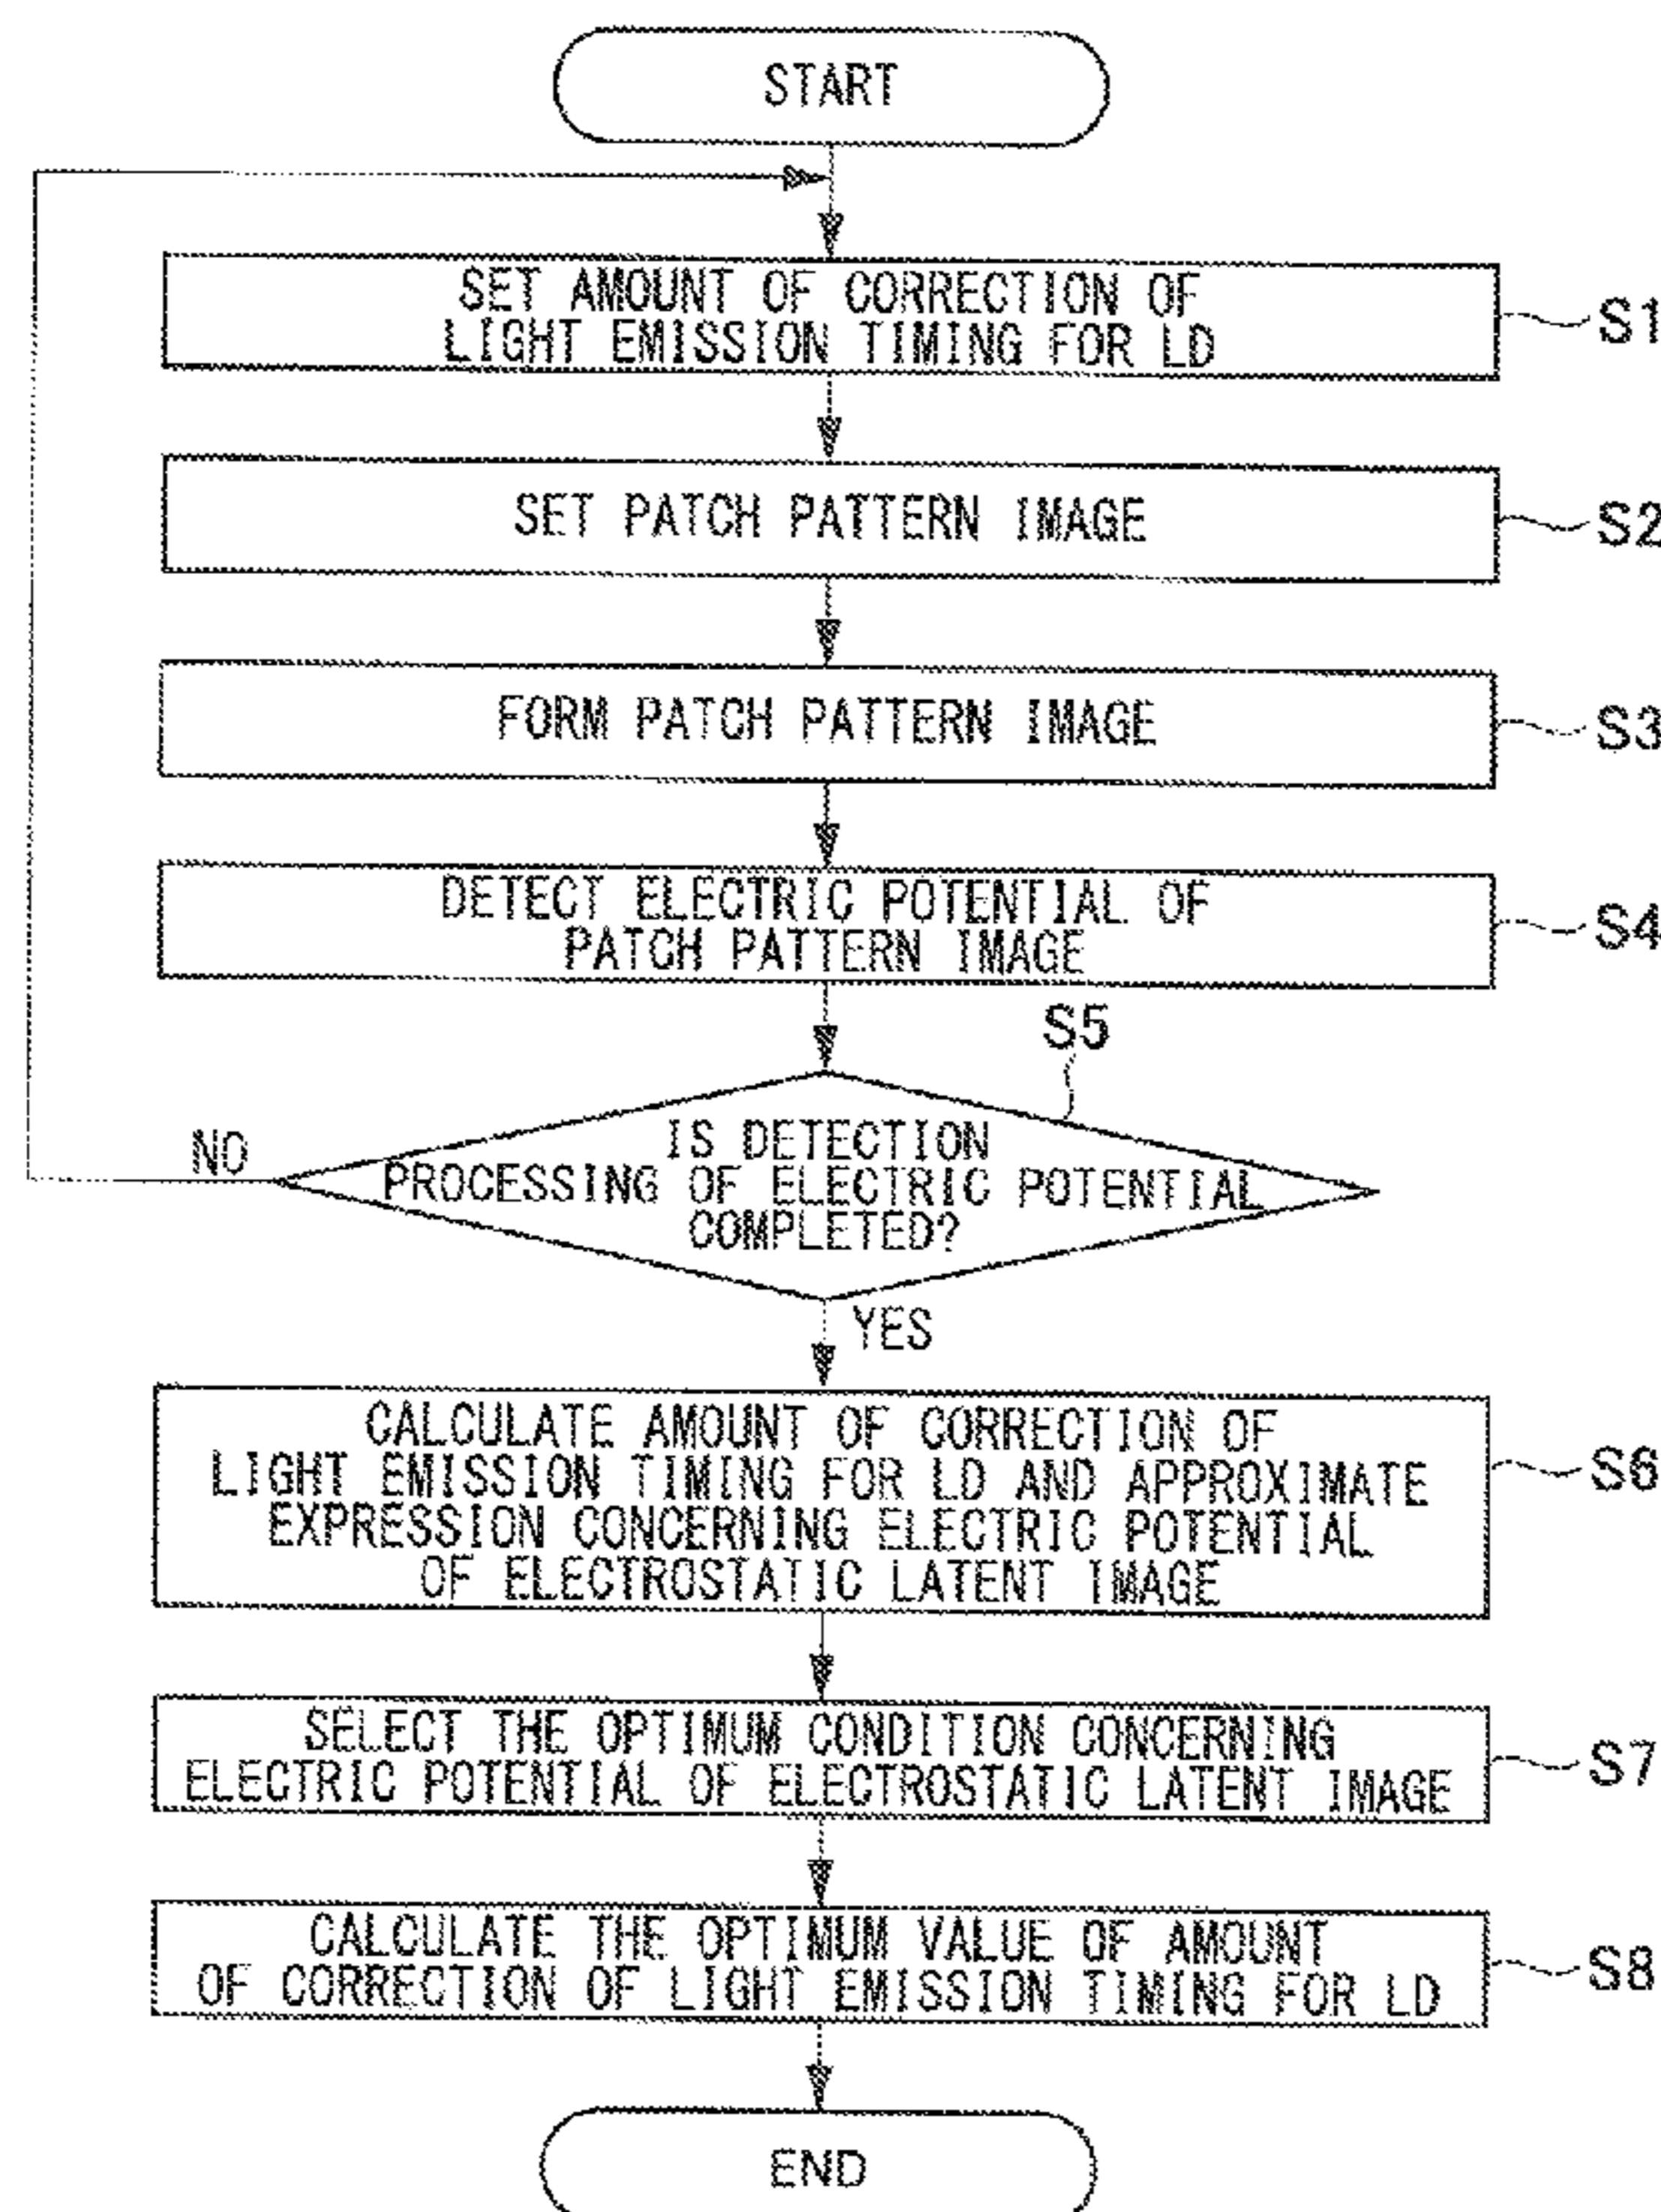 START
SET AMOUNT OF CORRECTION OF
LIGHT EMISSION TIMING FOR LD
S1
SET PATCH PATTERN IMAGE
S2
FORM PATCH PATTERN IMAGE
S3
DETECT ELECTRIC POTENTIAL OF
PATCH PATTERN IMAGE
S4
S5
IS DETECTION
PROCESSING OF ELECTRIC POTENTIAL
COMPLETED?
NO
YES
CALCULATE AMOUNT OF CORRECTION OF
LIGHT EMISSION TIMING FOR LD AND APPROXIMATE
EXPRESSION CONCERNING ELECTRIC POTENTIAL
OF ELECTROSTATIC LATENT IMAGE
S6
SELECT THE OPTIMUM CONDITION CONCERNING
ELECTRIC POTENTIAL OF ELECTROSTATIC LATENT IMAGE
S7
CALCULATE THE OPTIMUM VALUE OF AMOUNT
OF CORRECTION OF LIGHT EMISSION TIMING FOR LD
S8
END